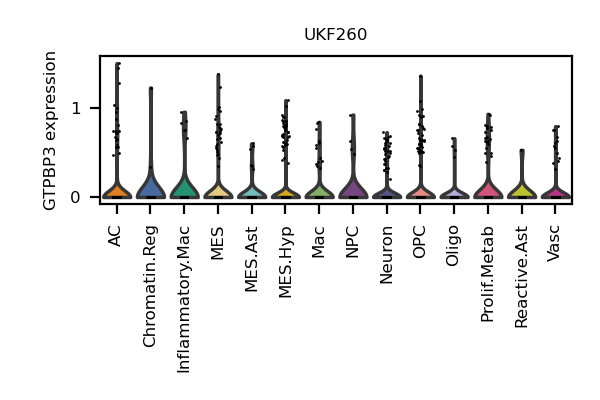 UKF260
GTPBP3 expression
1
0
AC
Chromatin.Reg
Inflammatory.Mac
MES
MES.Ast
MES.Hyp
Mac
NPC
Neuron
OPC
Oligo
Prolif.Metab
Reactive.Ast
Vasc